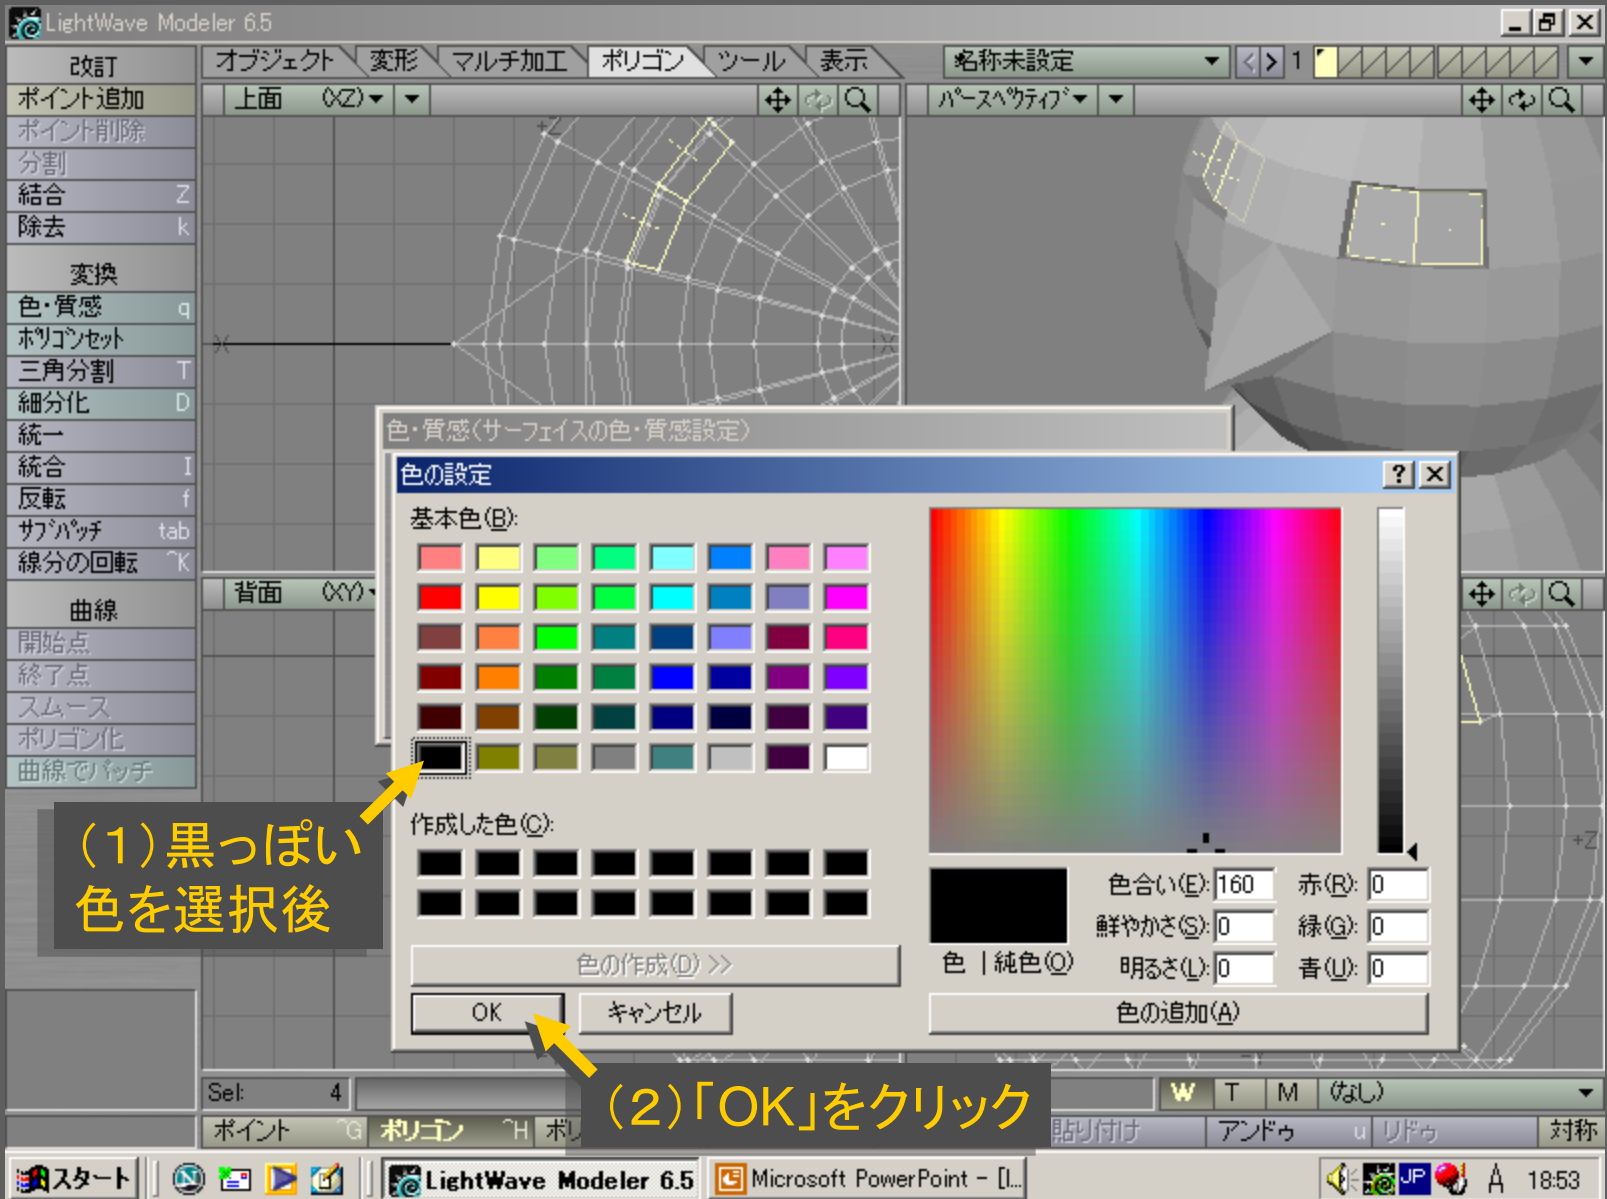 LightWave Modeler 6.5
改訂
オブジェクト 変形 マルチ加工 ポリゴン ツール 表示
名称未設定
< > 1
ポイント追加
ポイント削除
分割
結合 Z
除去 k
変換
色・質感 q
ポリゴンセット
三角分割 T
細分化 D
統一
統合 I
反転 f
サブパッチ tab
線分の回転 ^K
曲線
開始点
終了点
スムース
ポリゴン化
曲線でパッチ
上面 (XZ)
パースペクティブ
+Z
背面 (XY)
+Z
色・質感(サーフェイスの色・質感設定)
色の設定
基本色(B):
作成した色(C):
色の作成(D) >>
OK キャンセル
色 | 純色(O)
色合い(E): 160 赤(R): 0
鮮やかさ(S): 0 緑(G): 0
明るさ(L): 0 青(U): 0
色の追加(A)
(1)黒っぽい
色を選択後
(2)「OK」をクリック
Sel: 4
W T M (なし)
ポイント ^G ポリゴン ^H
貼り付け アンドゥ u リドゥ 対称
スタート LightWave Modeler 6.5 Microsoft PowerPoint - [l... JP A 18:53